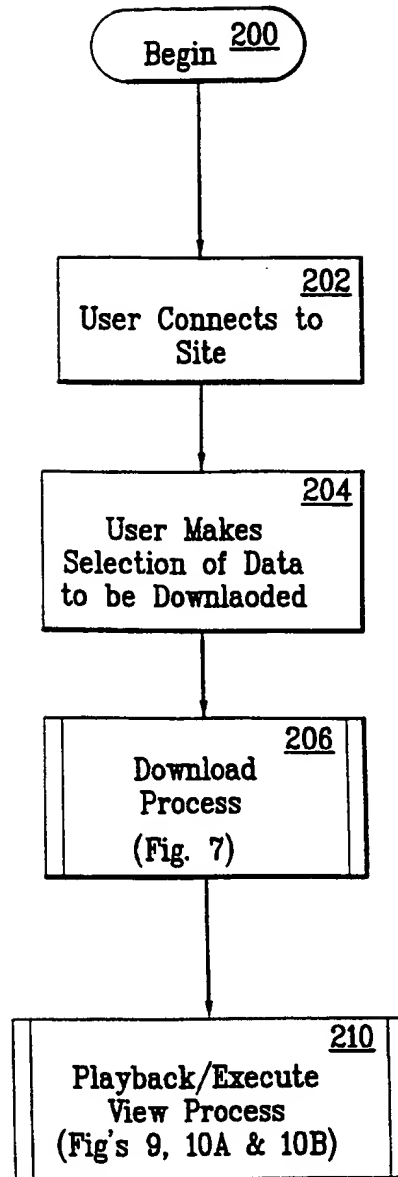 Begin 200
202
User Connects to
Site
204
User Makes
Selection of Data
to be Downlaoded
206
Download
Process
(Fig. 7)
210
Playback/Execute
View Process
(Fig's 9, 10A & 10B)